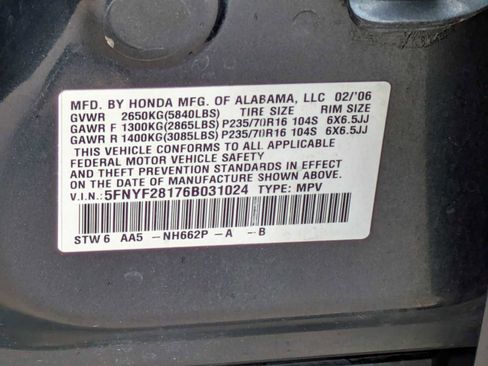 MFD. BY HONDA MFG. OF ALABAMA, LLC 02/'06
GVWR 2650KG(5840LBS) TIRE SIZE RIM SIZE
GAWR F 1300KG(2865LBS) P235/70R16 104S 6X6.5JJ
GAWR R 1400KG(3085LBS) P235/70R16 104S 6X6.5JJ
THIS VEHICLE CONFORMS TO ALL APPLICABLE
FEDERAL MOTOR VEHICLE SAFETY
AND THEFT PREVENTION STANDARDS IN EFFECT
ON THE DATE OF MANUFACTURE SHOWN ABOVE.
V.I.N.: 5FNYF28176B031024 TYPE: MPV
STW 6 AA5 -NH662P -A --B